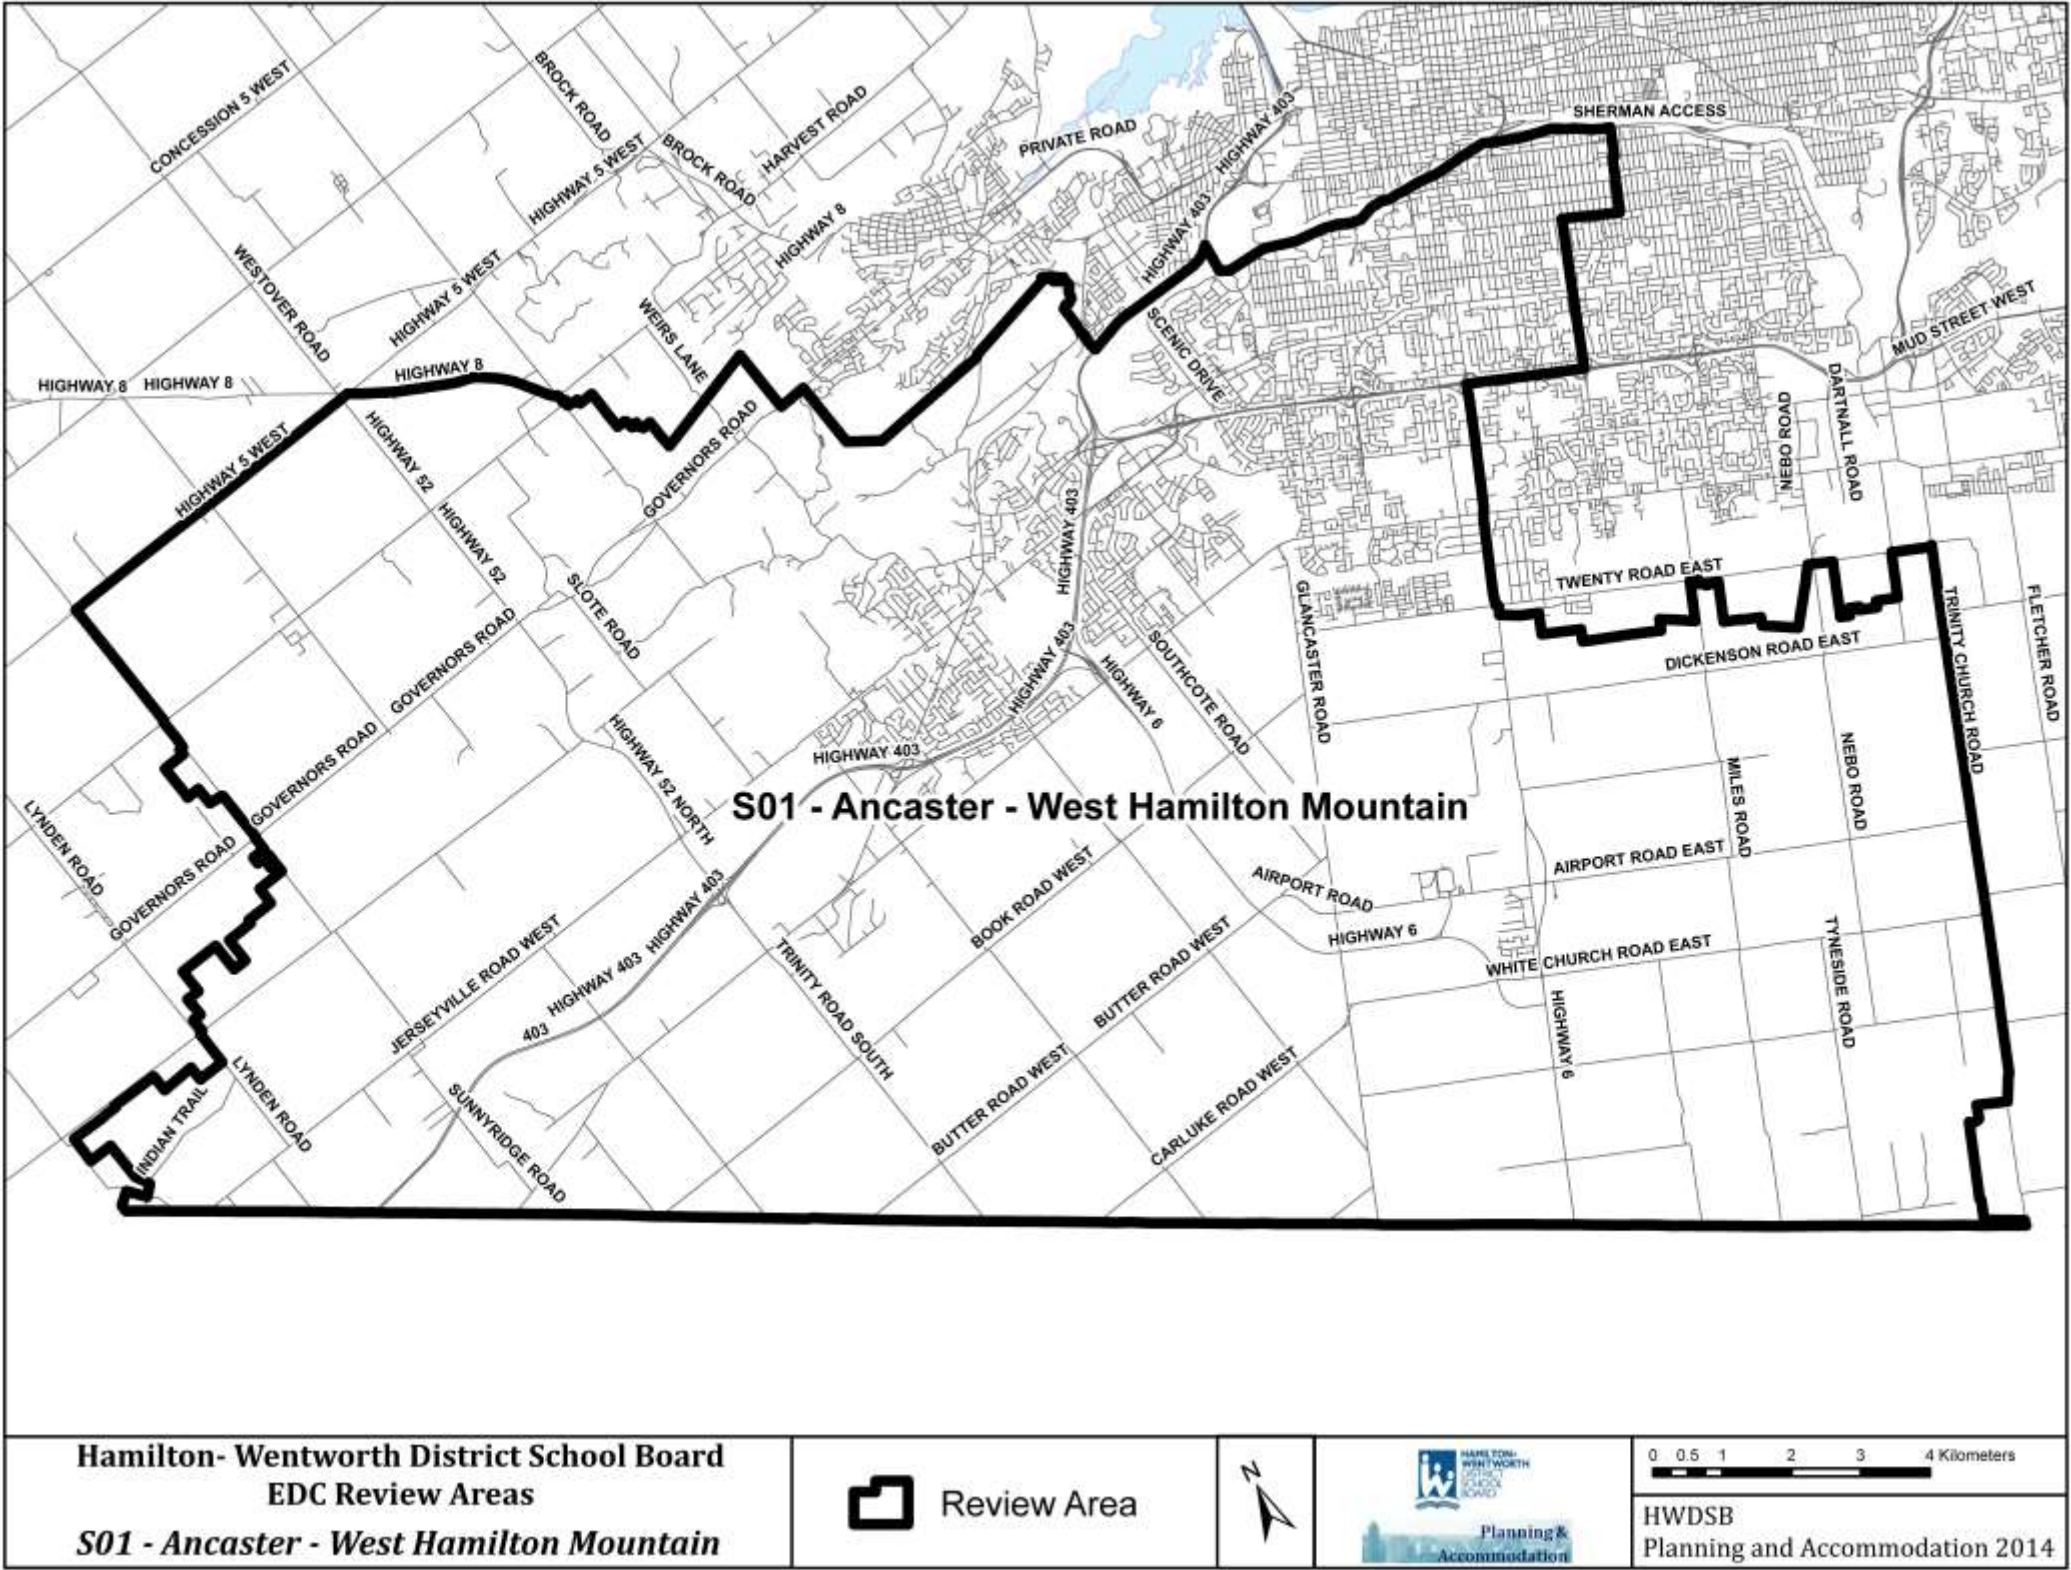 CONCESSION 5 WEST
BROCK ROAD
HIGHWAY 5 WEST
BROCK ROAD
HARVEST ROAD
PRIVATE ROAD
HIGHWAY 403
SHERMAN ACCESS
WESTOVER ROAD
HIGHWAY 5 WEST
HIGHWAY 8
HIGHWAY 403
WEIRS LANE
SCENIC DRIVE
MUD STREET WEST
HIGHWAY 8
HIGHWAY 8
HIGHWAY 8
DARTNALL ROAD
NEBO ROAD
HIGHWAY 5 WEST
HIGHWAY 52
GOVERNORS ROAD
HIGHWAY 52
HIGHWAY 403
SLOTE ROAD
GLANCASTER ROAD
TWENTY ROAD EAST
TRINITY CHURCH ROAD
FLETCHER ROAD
GOVERNORS ROAD
HIGHWAY 403
HIGHWAY 6
SOUTHCOTE ROAD
DICKENSON ROAD EAST
GOVERNORS ROAD
HIGHWAY 52 NORTH
HIGHWAY 403
MILES ROAD
NEBO ROAD
LYNDEN ROAD
S01 - Ancaster - West Hamilton Mountain
GOVERNORS ROAD
HIGHWAY 403
BOOK ROAD WEST
AIRPORT ROAD
AIRPORT ROAD EAST
JERSEYVILLE ROAD WEST
HIGHWAY 403
403
TRINITY ROAD SOUTH
BUTTER ROAD WEST
HIGHWAY 6
WHITE CHURCH ROAD EAST
TYNESIDE ROAD
HIGHWAY 6
INDIAN TRAIL
LYNDEN ROAD
SUNNYRIDGE ROAD
BUTTER ROAD WEST
CARLUKE ROAD WEST
Hamilton- Wentworth District School Board
EDC Review Areas
S01 - Ancaster - West Hamilton Mountain
Review Area
N
HAMILTON-
WENTWORTH
DISTRICT
SCHOOL
BOARD
Planning &
Accommodation
0 0.5 1 2 3 4 Kilometers
HWDSB
Planning and Accommodation 2014